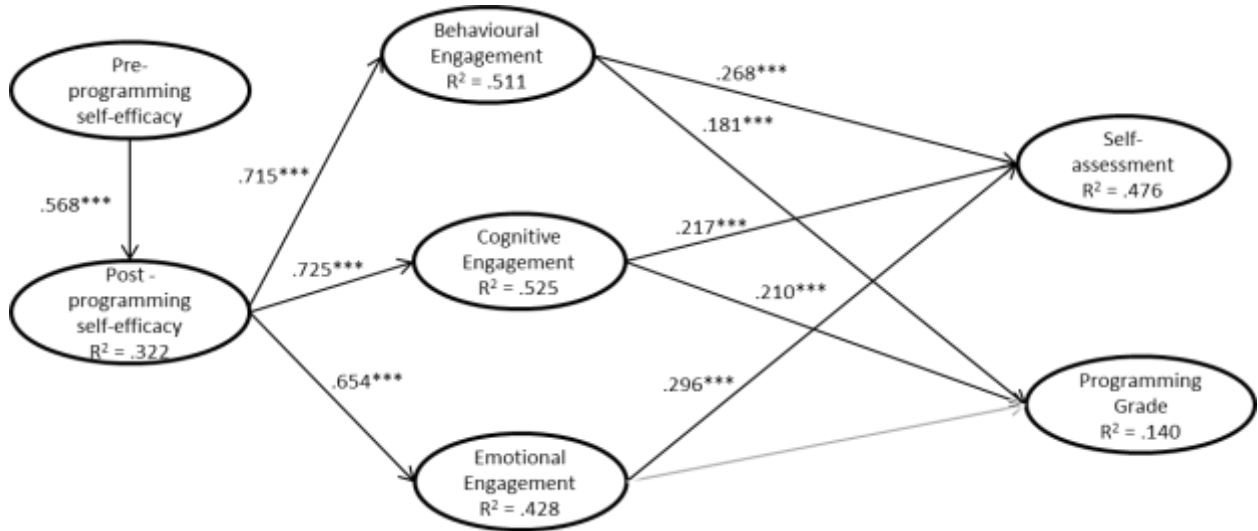 Pre-
programming
self-efficacy
.568***
Post -
programming
self-efficacy
R² = .322
.715***
.725***
.654***
Behavioural
Engagement
R² = .511
Cognitive
Engagement
R² = .525
Emotional
Engagement
R² = .428
.268***
.181***
.217***
.210***
.296***
Self-
assessment
R² = .476
Programming
Grade
R² = .140